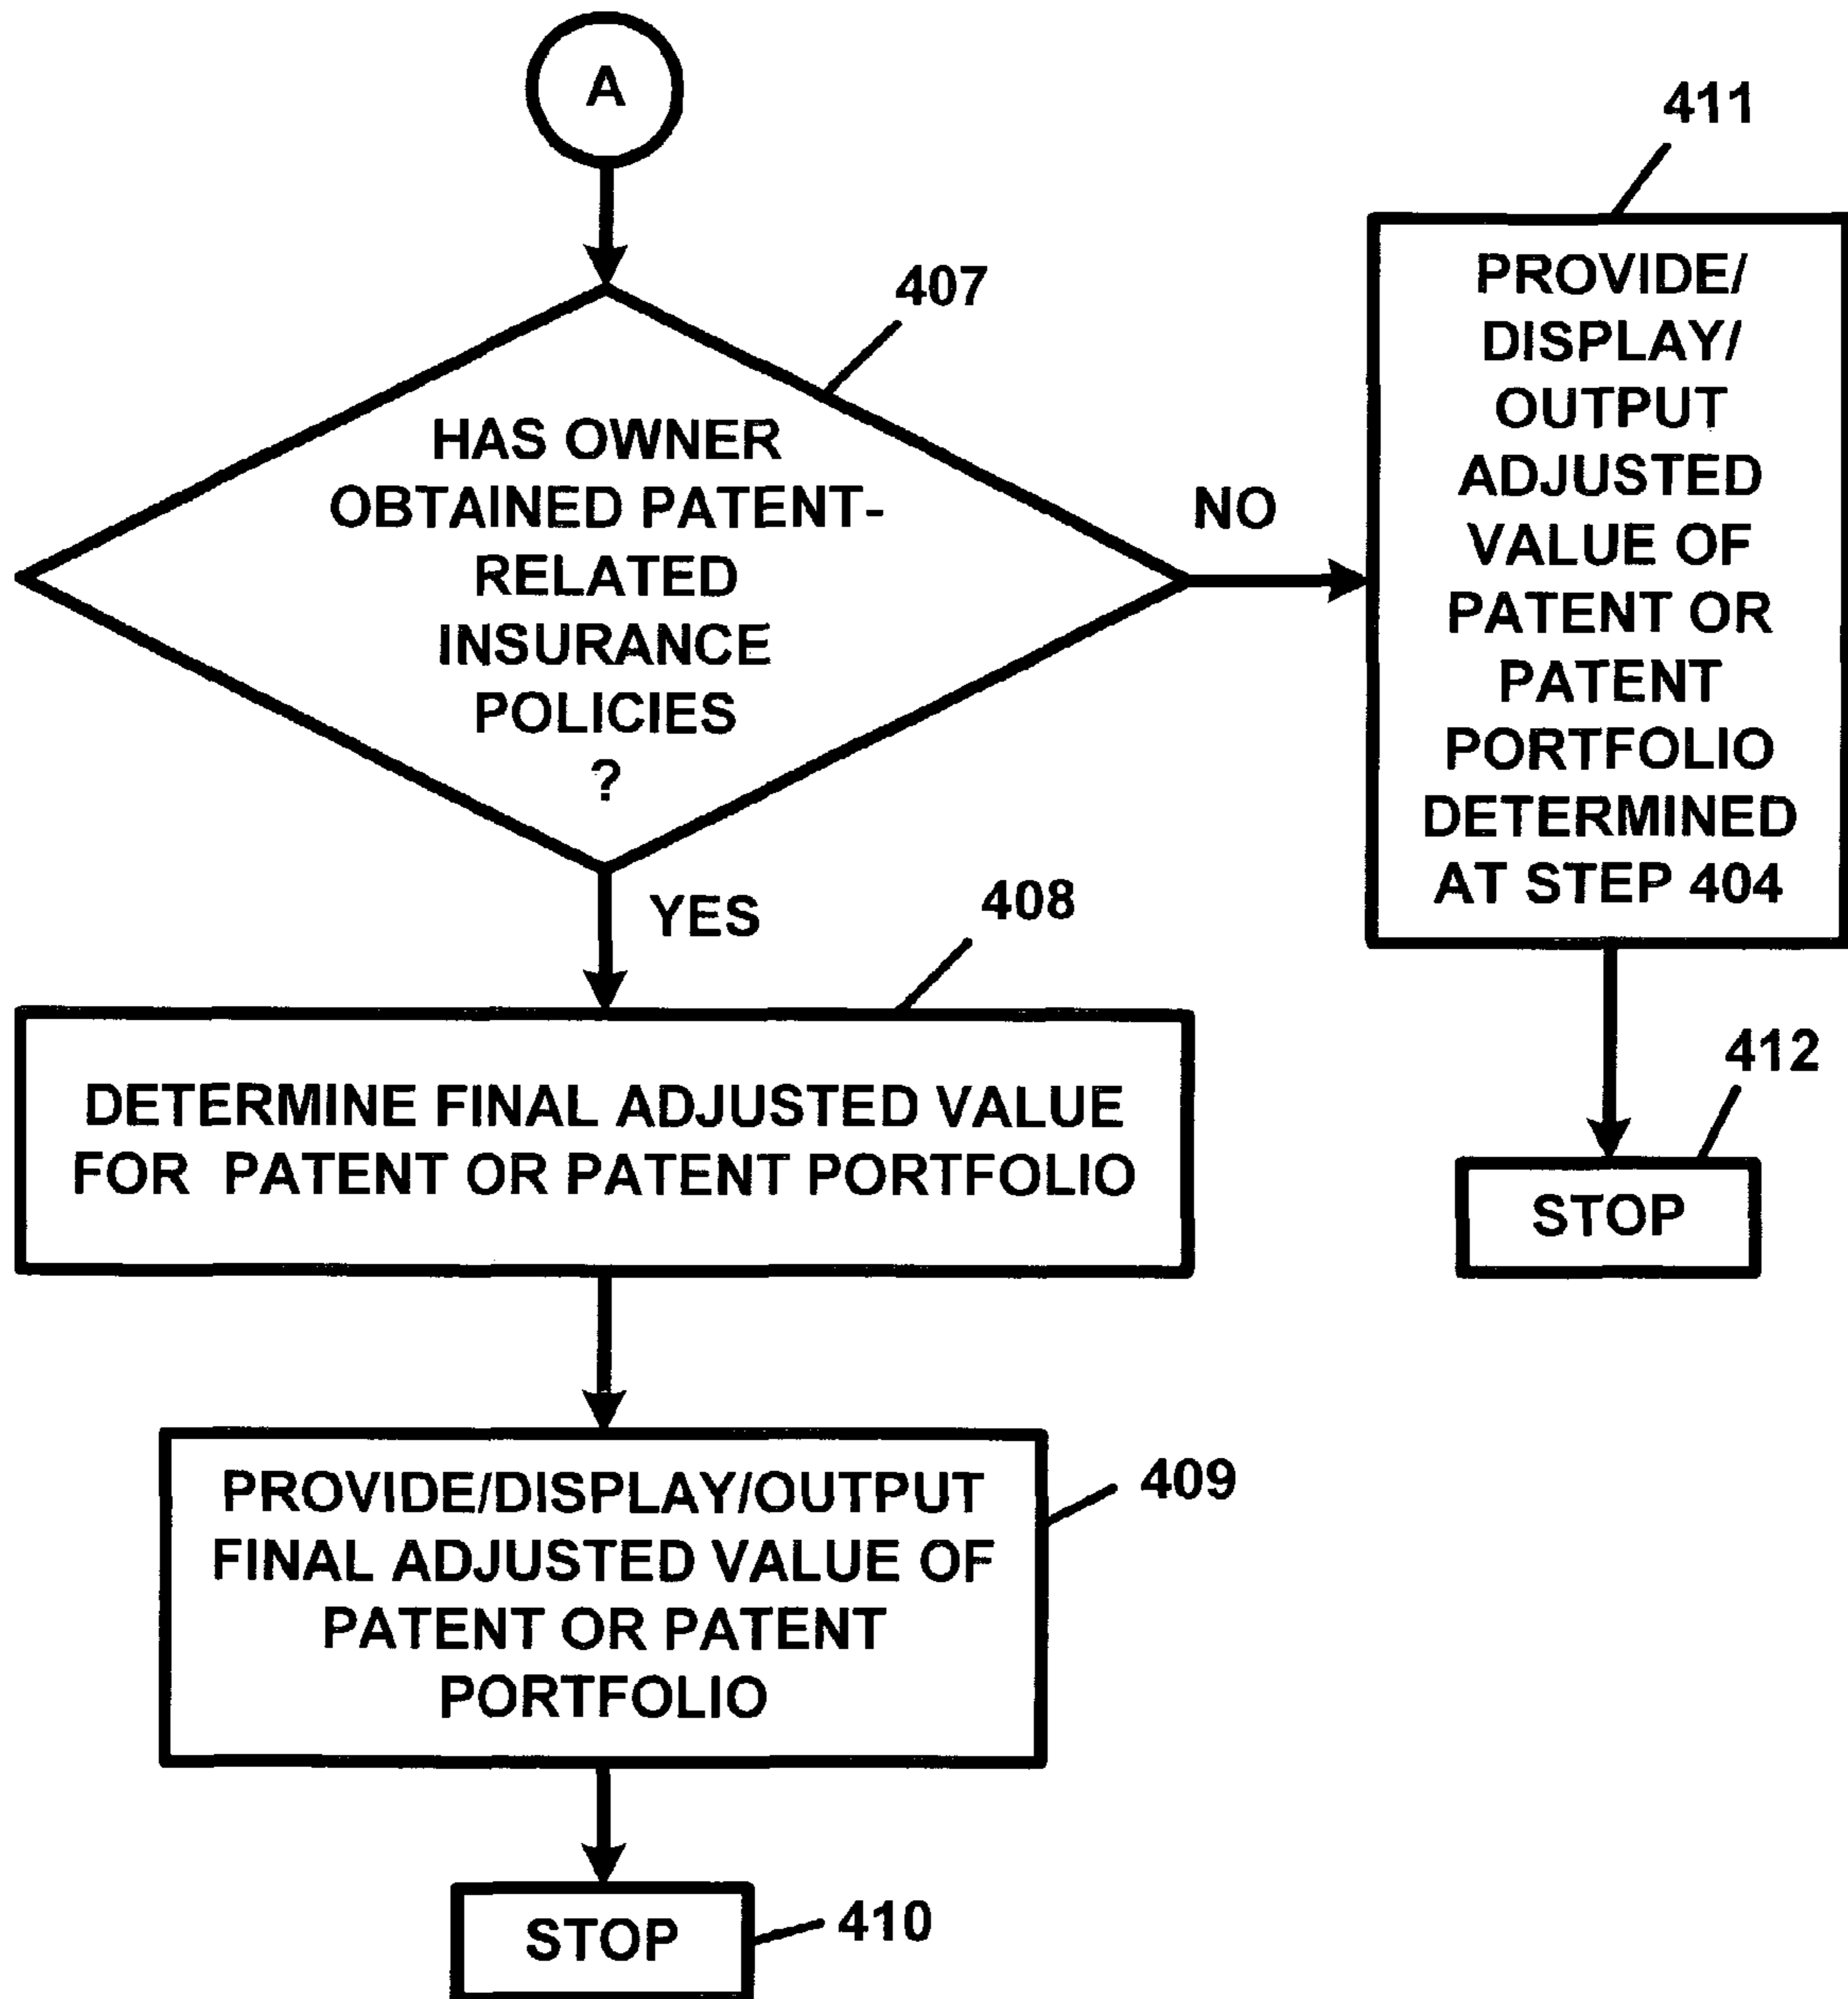 A
407
HAS OWNER
OBTAINED PATENT-
RELATED
INSURANCE
POLICIES
?
NO
YES
411
PROVIDE/
DISPLAY/
OUTPUT
ADJUSTED
VALUE OF
PATENT OR
PATENT
PORTFOLIO
DETERMINED
AT STEP 404
412
STOP
408
DETERMINE FINAL ADJUSTED VALUE
FOR PATENT OR PATENT PORTFOLIO
409
PROVIDE/DISPLAY/OUTPUT
FINAL ADJUSTED VALUE OF
PATENT OR PATENT
PORTFOLIO
STOP
410